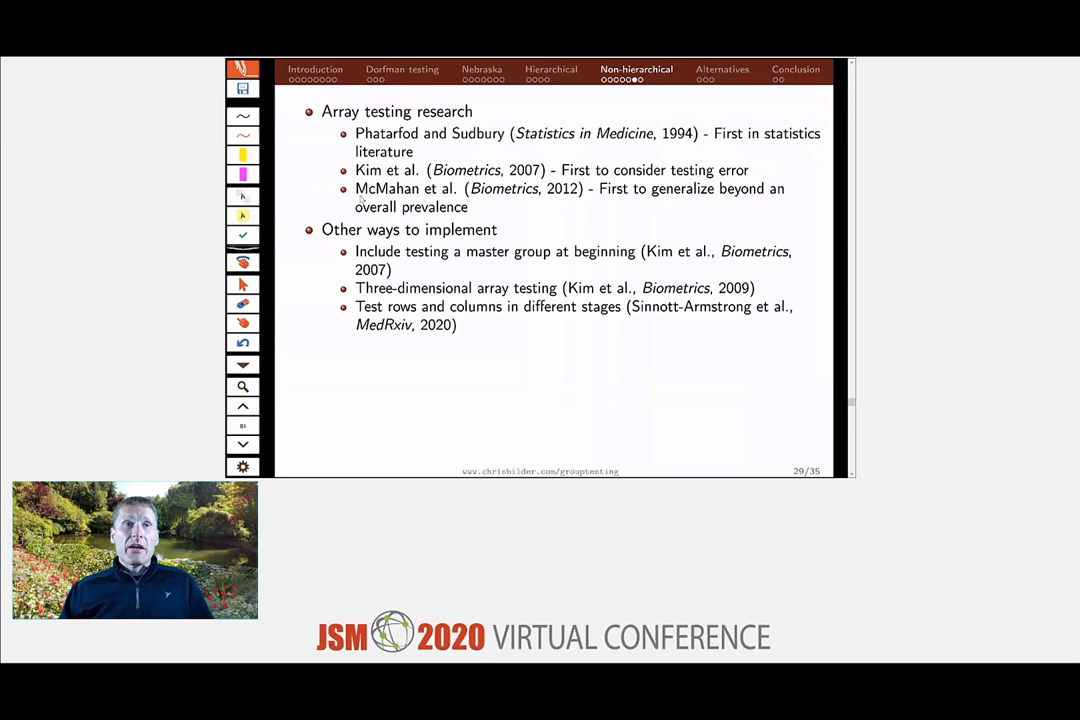 Introduction Dorfman testing Nebraska Hierarchical Non-hierarchical Alternatives Conclusion
Array testing research
Phatarfod and Sudbury (Statistics in Medicine, 1994) - First in statistics
literature
Kim et al. (Biometrics, 2007) - First to consider testing error
McMahan et al. (Biometrics, 2012) - First to generalize beyond an
overall prevalence
Other ways to implement
Include testing a master group at beginning (Kim et al., Biometrics,
2007)
Three-dimensional array testing (Kim et al., Biometrics, 2009)
Test rows and columns in different stages (Sinnott-Armstrong et al.,
MedRxiv, 2020)
www.chrisbilder.com/grouptesting 29/35
JSM 2020 VIRTUAL CONFERENCE